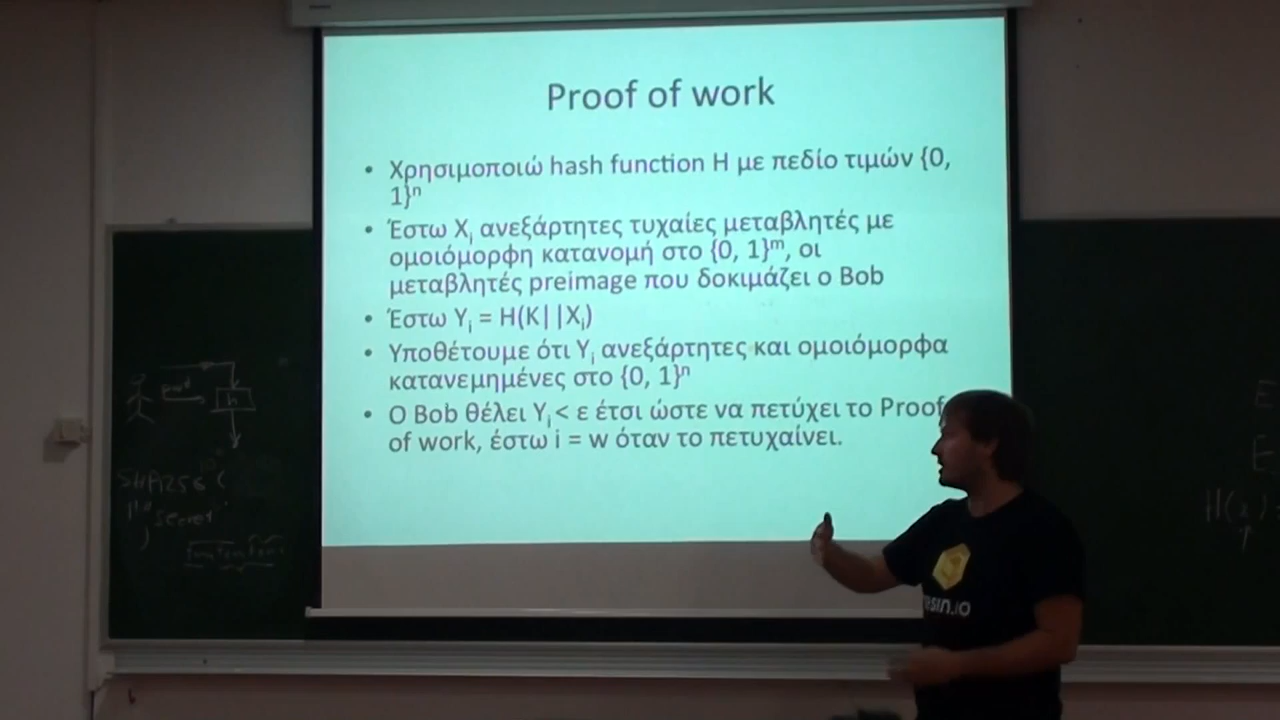 Proof of work
• Χρησιμοποιώ hash function H με πεδίο τιμών {0,
1}ⁿ
• Έστω Xᵢ ανεξάρτητες τυχαίες μεταβλητές με
ομοιόμορφη κατανομή στο {0, 1}ᵐ, οι
μεταβλητές preimage που δοκιμάζει ο Bob
• Έστω Yᵢ = H(K||Xᵢ)
• Υποθέτουμε ότι Yᵢ ανεξάρτητες και ομοιόμορφα
κατανεμημένες στο {0, 1}ⁿ
• Ο Bob θέλει Yᵢ < ε έτσι ώστε να πετύχει το Proof
of work, έστω i = w όταν το πετυχαίνει.
h
SHA256 (
"secret"
)
esin.io